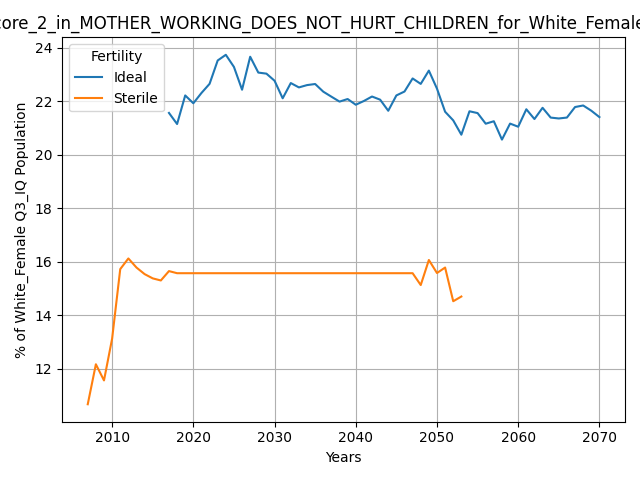 core_2_in_MOTHER_WORKING_DOES_NOT_HURT_CHILDREN_for_White_Female
Fertility
Ideal
Sterile
% of White_Female Q3_IQ Population
24
22
20
18
16
14
12
2010 2020 2030 2040 2050 2060 2070
Years